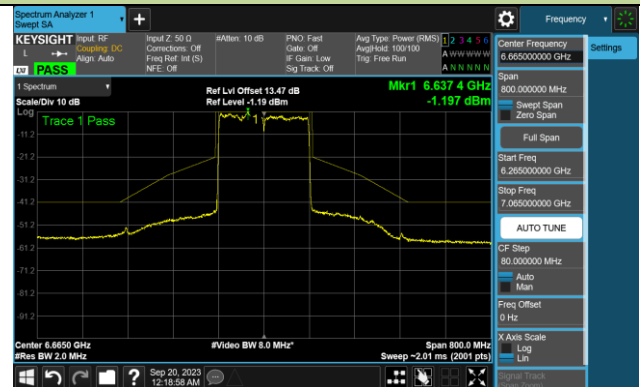 Spectrum Analyzer 1
Swept SA
+
Frequency
KEYSIGHT
L
LXI
PASS
Input: RF
Coupling: DC
Align: Auto
Input Z: 50 Ω
Corrections: Off
Freq Ref: Int (S)
NFE: Off
#Atten: 10 dB
PNO: Fast
Gate: Off
IF Gain: Low
Sig Track: Off
Avg Type: Power (RMS)
Avg|Hold: 100/100
Trig: Free Run
1 2 3 4 5 6
A W W W W W
A N N N N N
1 Spectrum
Scale/Div 10 dB
Ref Lvl Offset 13.47 dB
Ref Level -1.19 dBm
Mkr1 6.637 4 GHz
-1.197 dBm
Log
Trace 1 Pass
1
-11.2
-21.2
-31.2
-41.2
-51.2
-61.2
-71.2
-81.2
-91.2
Center 6.6650 GHz
#Res BW 2.0 MHz
#Video BW 8.0 MHz*
Span 800.0 MHz
Sweep ~2.01 ms (2001 pts)
Sep 20, 2023
12:18:58 AM
?
Center Frequency
6.665000000 GHz
Settings
Span
800.000000 MHz
Swept Span
Zero Span
Full Span
Start Freq
6.265000000 GHz
Stop Freq
7.065000000 GHz
AUTO TUNE
CF Step
80.000000 MHz
Auto
Man
Freq Offset
0 Hz
X Axis Scale
Log
Lin
Signal Track
(Span Zoom)